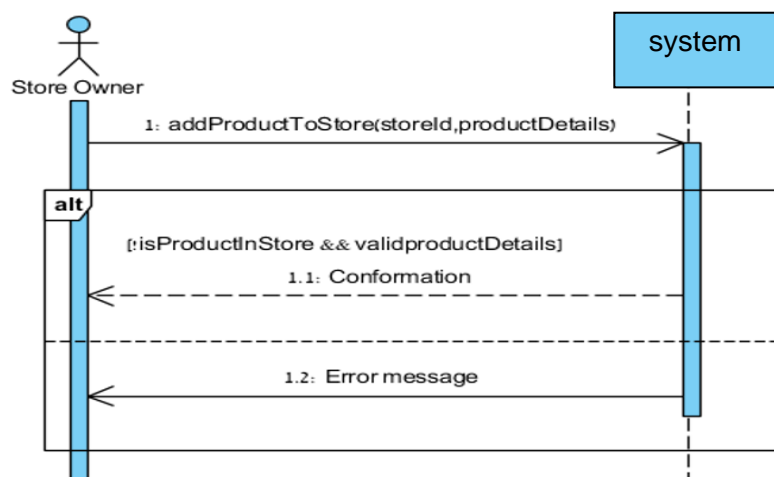 system
Store Owner
1: addProductToStore(storeId,productDetails)
alt
[!isProductInStore && validproductDetails]
1.1: Conformation
1.2: Error message